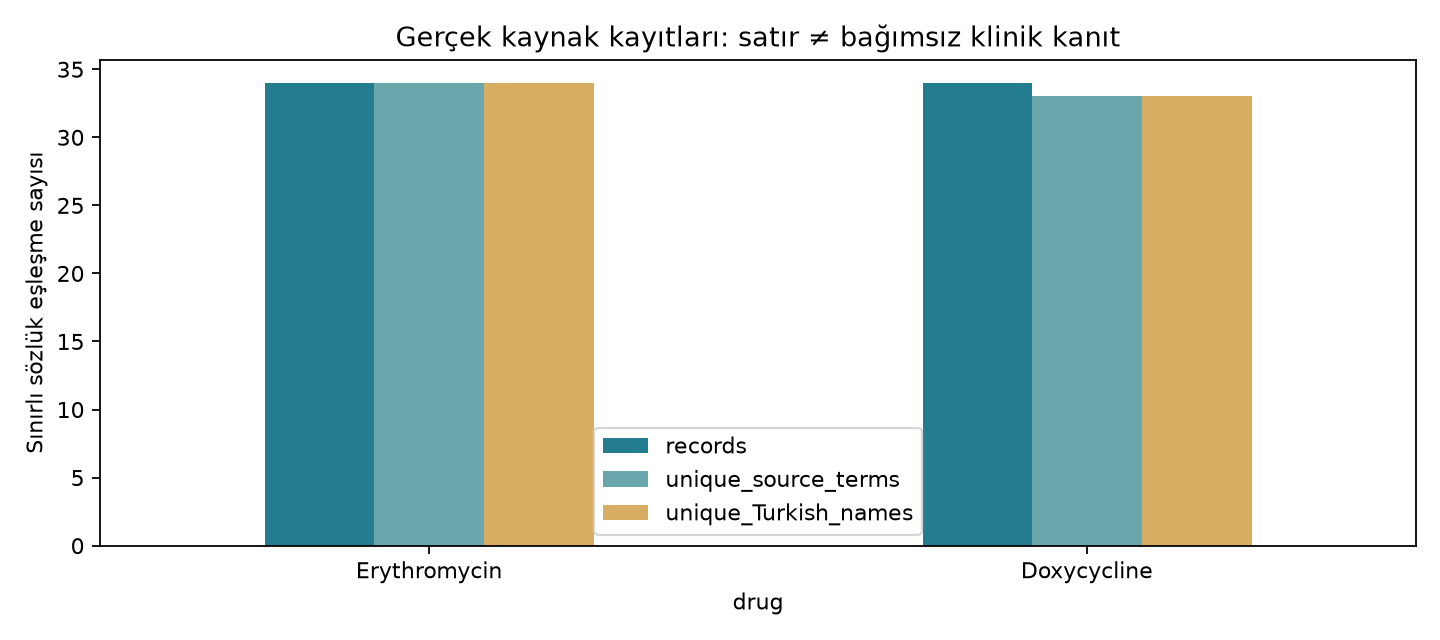 Gerçek kaynak kayıtları: satır ≠ bağımsız klinik kanıt
Sınırlı sözlük eşleşme sayısı
35
30
25
20
15
10
5
0
records
unique_source_terms
unique_Turkish_names
Erythromycin
Doxycycline
drug